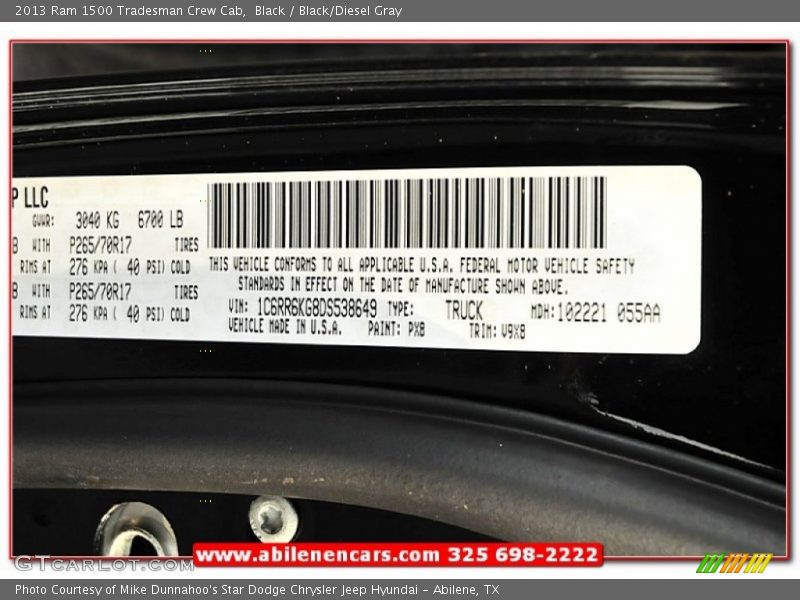 2013 Ram 1500 Tradesman Crew Cab,  Black / Black/Diesel Gray
P LLC
GVWR: 3040 KG 6700 LB
B WITH P265/70R17 TIRES
RIMS AT 276 KPA ( 40 PSI) COLD
B WITH P265/70R17 TIRES
RIMS AT 276 KPA ( 40 PSI) COLD
THIS VEHICLE CONFORMS TO ALL APPLICABLE U.S.A. FEDERAL MOTOR VEHICLE SAFETY
STANDARDS IN EFFECT ON THE DATE OF MANUFACTURE SHOWN ABOVE.
VIN: 1C6RR6KG8DS538649 TYPE: TRUCK MDH:102221 055AA
VEHICLE MADE IN U.S.A. PAINT: PX8 TRIM: V9X8
www.abilenencars.com 325 698-2222
GTCARLOT.COM
Photo Courtesy of Mike Dunnahoo's Star Dodge Chrysler Jeep Hyundai – Abilene, TX